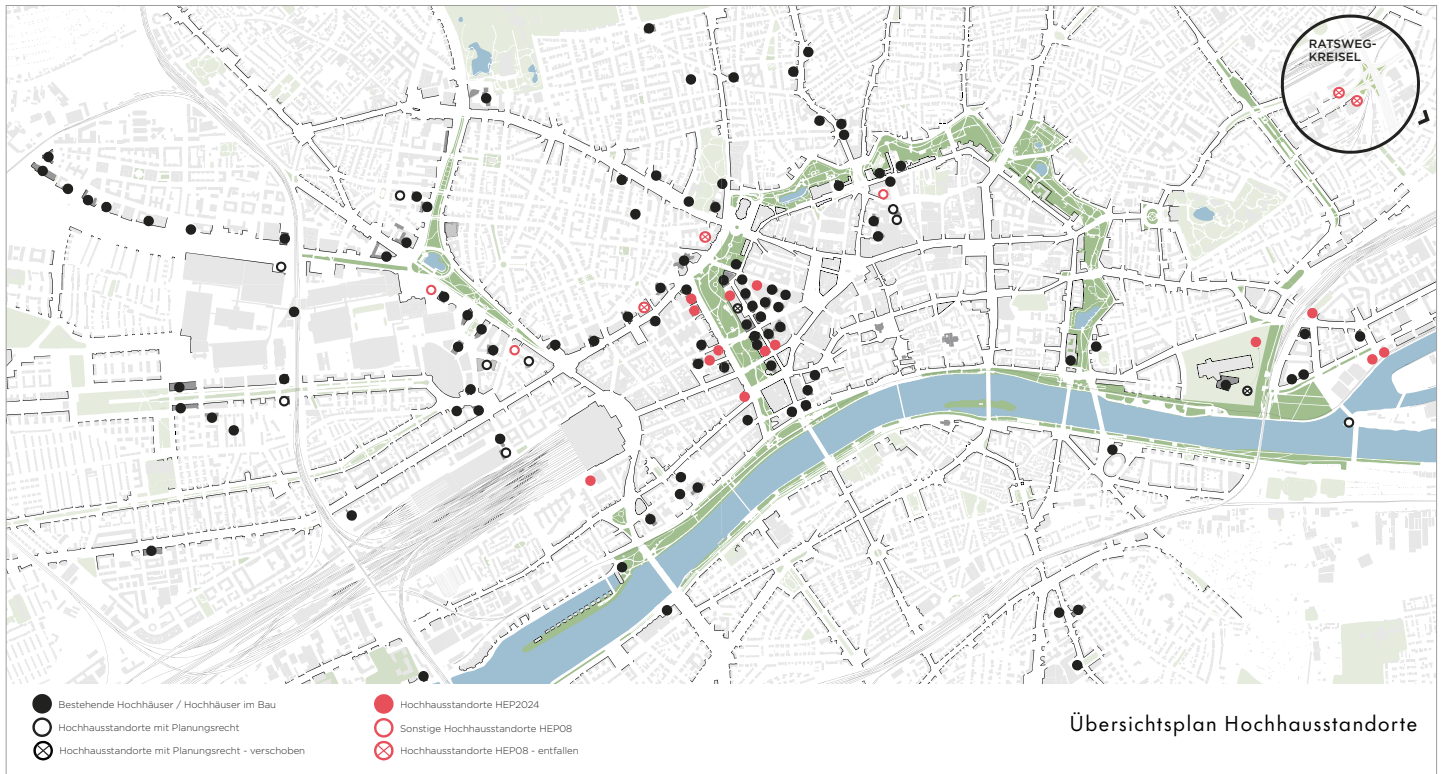 RATSWEG-
KREISEL
Bestehende Hochhäuser / Hochhäuser im Bau
Hochhausstandorte mit Planungsrecht
Hochhausstandorte mit Planungsrecht - verschoben
Hochhausstandorte HEP2024
Sonstige Hochhausstandorte HEP08
Hochhausstandorte HEP08 - entfallen
Übersichtsplan Hochhausstandorte